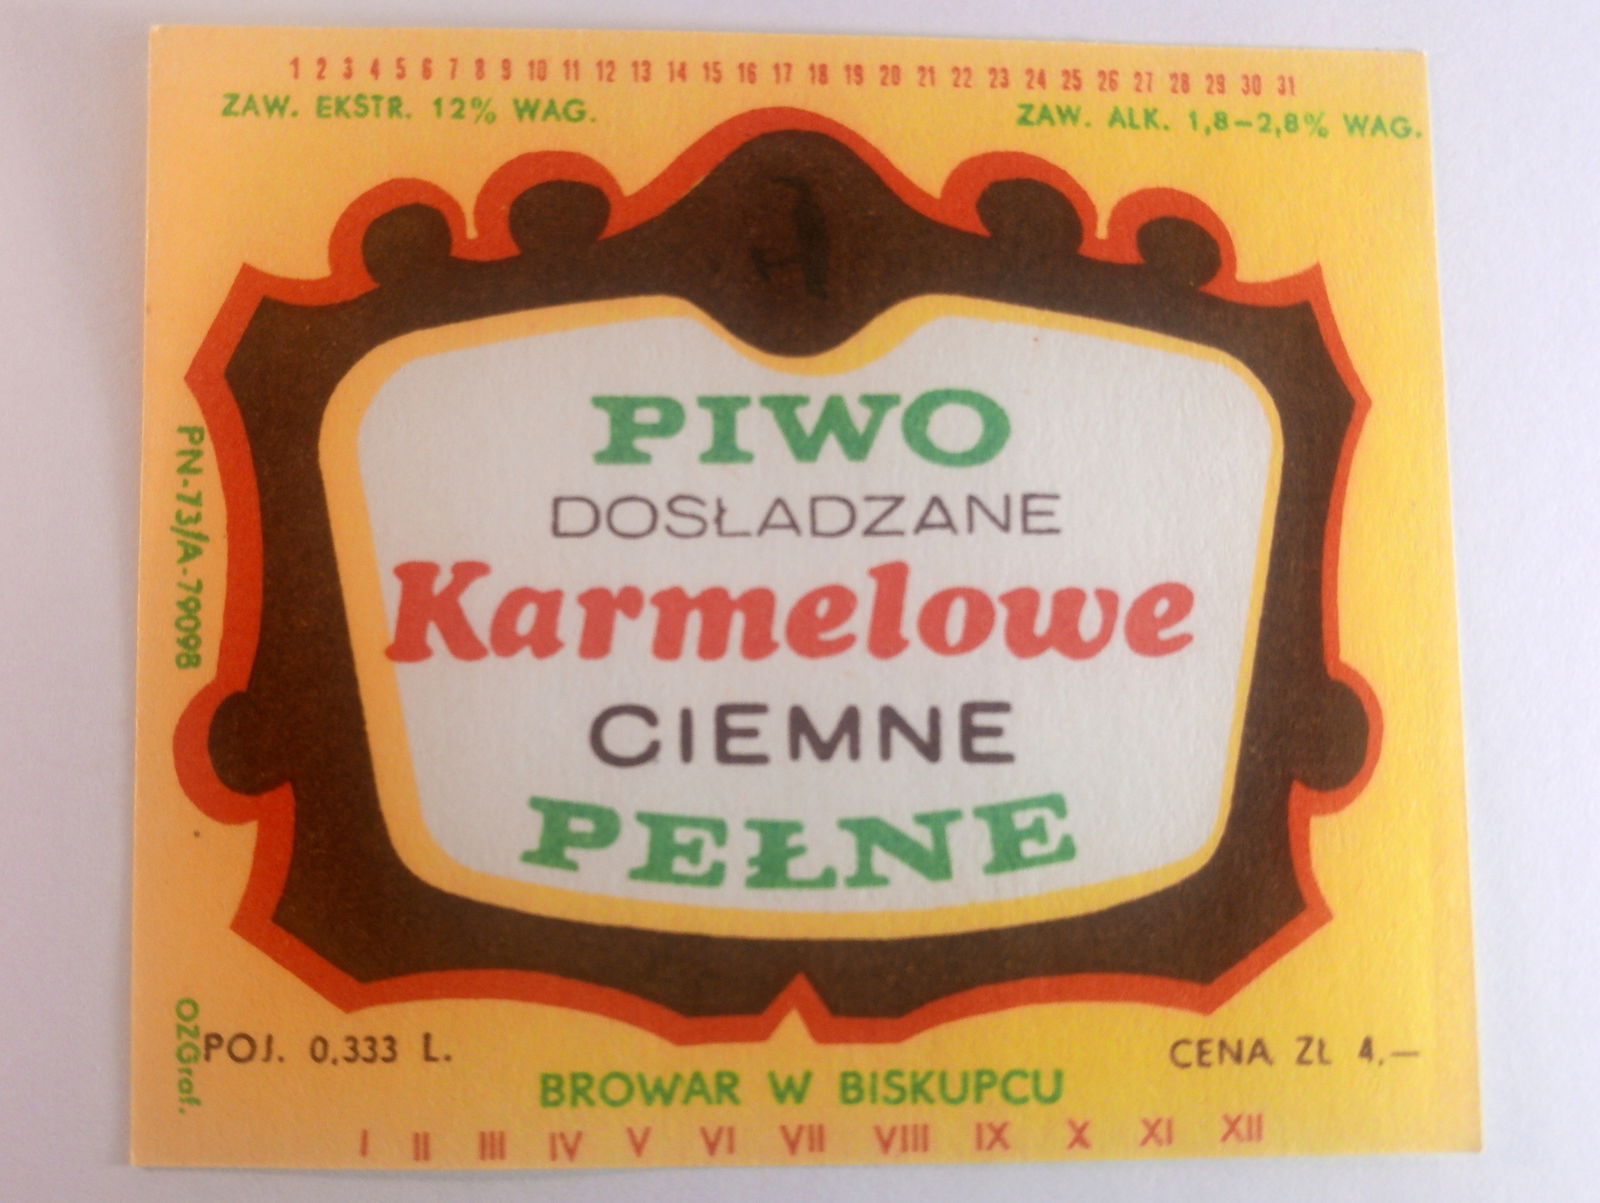 1 2 3 4 5 6 7 8 9 10 11 12 13 14 15 16 17 18 19 20 21 22 23 24 25 26 27 28 29 30 31
ZAW. EKSTR. 12% WAG.
ZAW. ALK. 1,8–2,8% WAG.
PIWO
DOSŁADZANE
Karmelowe
CIEMNE
PEŁNE
PN-73/A-79098
OZGraf.
POJ. 0,333 L.
CENA ZŁ 4,—
BROWAR W BISKUPCU
I II III IV V VI VII VIII IX X XI XII